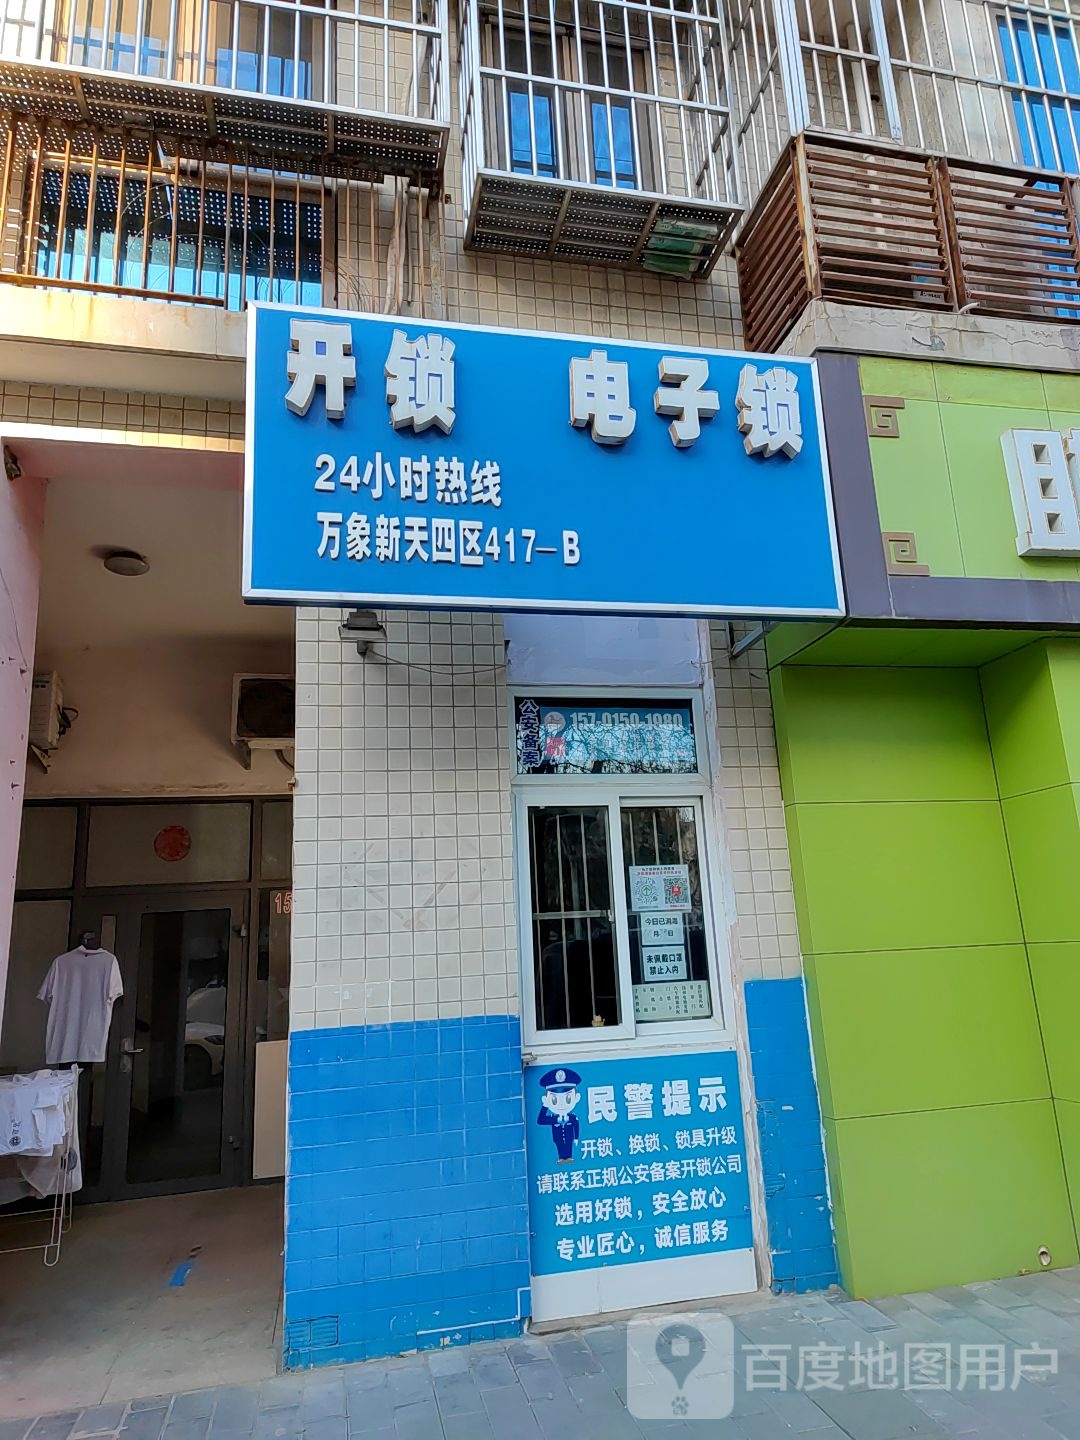 开锁 电子锁
24小时热线
万象新天四区417-B
公安备案
157-0150-1980
今日已消毒
月 日
未佩戴口罩
禁止入内
15
民警提示
开锁、换锁、锁具升级
请联系正规公安备案开锁公司
选用好锁，安全放心
专业匠心，诚信服务
百度地图用户